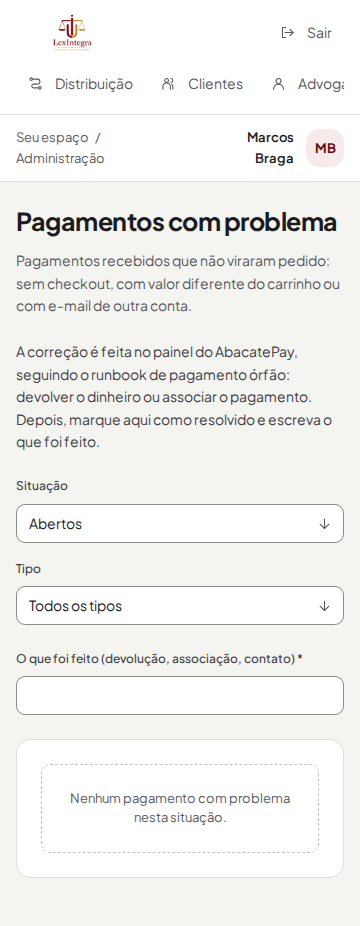 LexIntegra
Sair
Distribuição
Clientes
Advoga
Seu espaço /
Administração
Marcos
Braga
MB
Pagamentos com problema
Pagamentos recebidos que não viraram pedido:
sem checkout, com valor diferente do carrinho ou
com e-mail de outra conta.
A correção é feita no painel do AbacatePay,
seguindo o runbook de pagamento órfão:
devolver o dinheiro ou associar o pagamento.
Depois, marque aqui como resolvido e escreva o
que foi feito.
Situação
Abertos
Tipo
Todos os tipos
O que foi feito (devolução, associação, contato) *
Nenhum pagamento com problema
nesta situação.